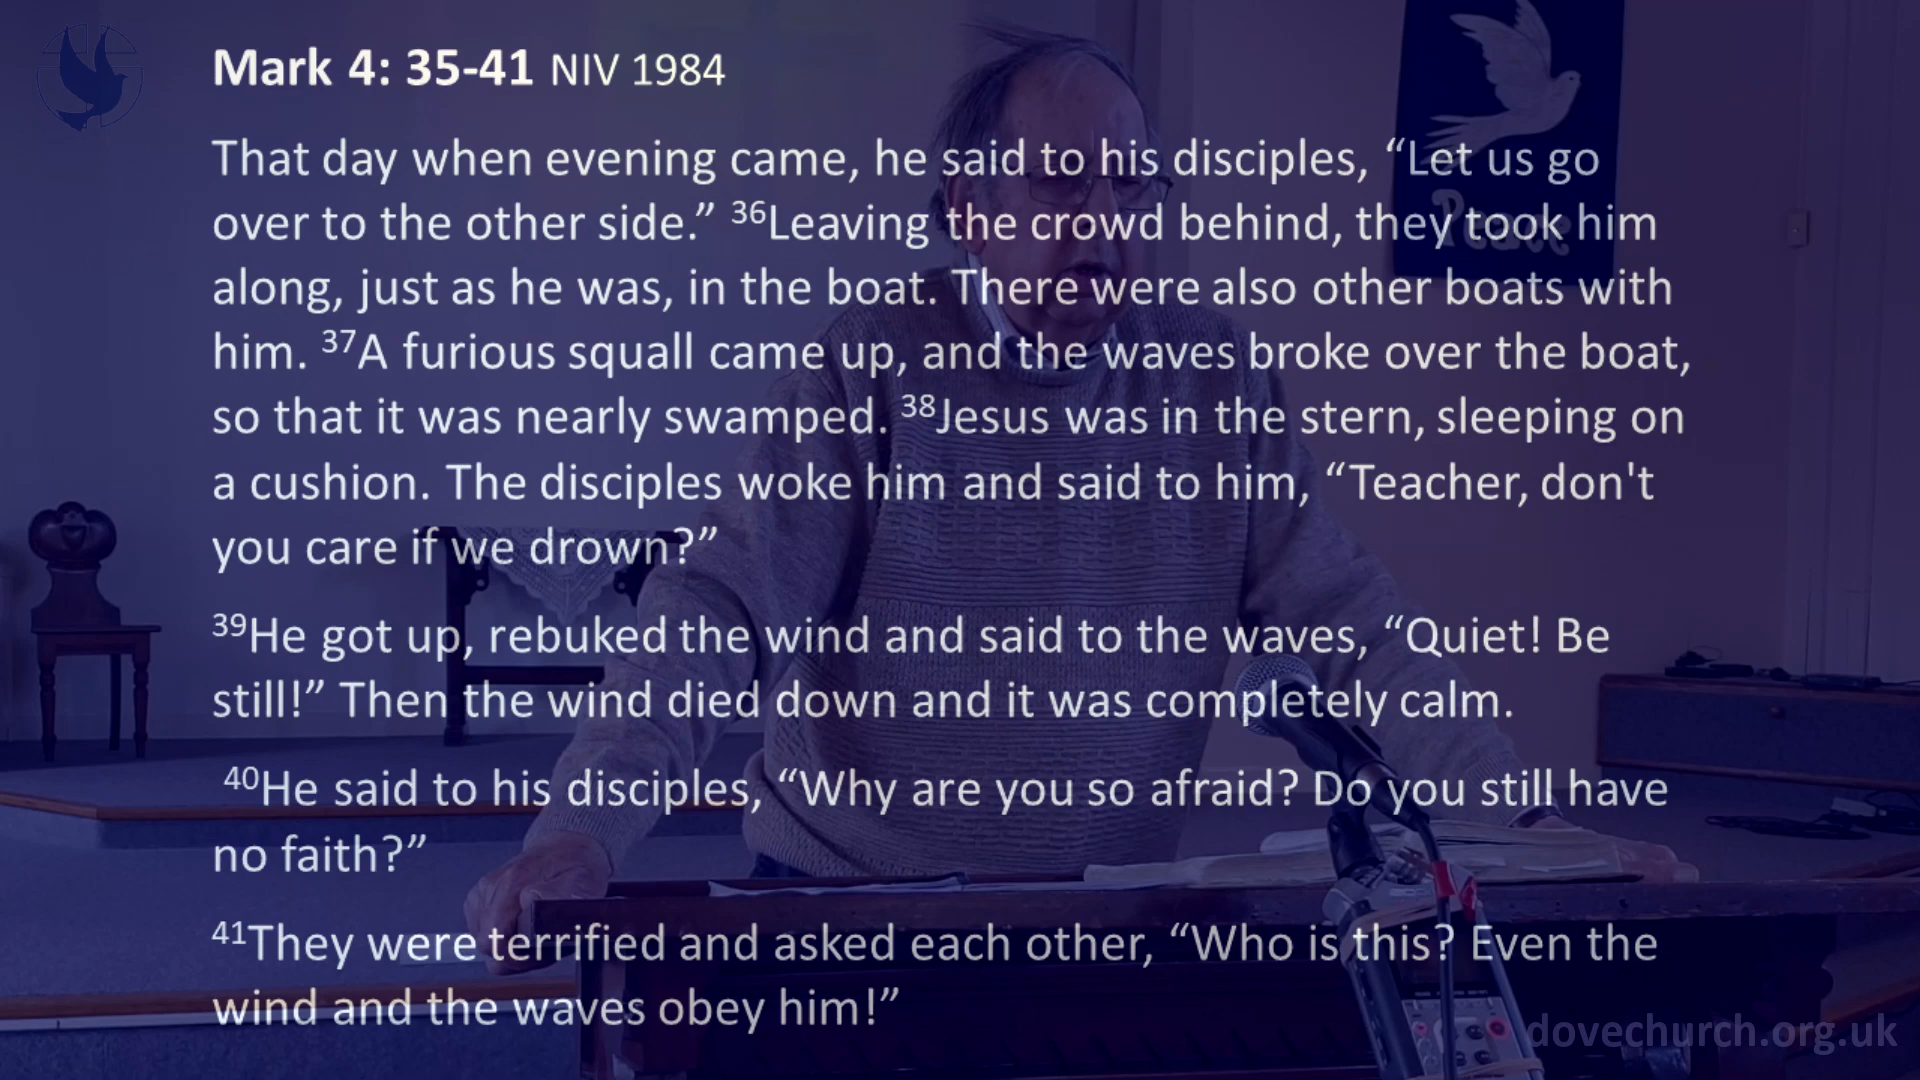 Mark 4: 35-41 NIV 1984
That day when evening came, he said to his disciples, “Let us go
over to the other side.” ³⁶Leaving the crowd behind, they took him
along, just as he was, in the boat. There were also other boats with
him. ³⁷A furious squall came up, and the waves broke over the boat,
so that it was nearly swamped. ³⁸Jesus was in the stern, sleeping on
a cushion. The disciples woke him and said to him, “Teacher, don't
you care if we drown?”
³⁹He got up, rebuked the wind and said to the waves, “Quiet! Be
still!” Then the wind died down and it was completely calm.
⁴⁰He said to his disciples, “Why are you so afraid? Do you still have
no faith?”
⁴¹They were terrified and asked each other, “Who is this? Even the
wind and the waves obey him!”
Peace
dovechurch.org.uk